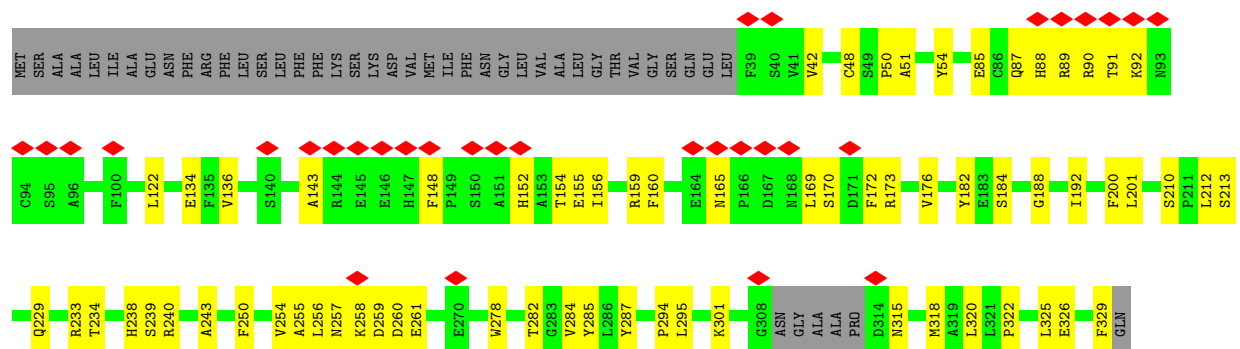 MET SER ALA ALA LEU ILE ALA GLU ASN PHE ARG PHE LEU SER LEU PHE PHE LYS SER LYS ASP VAL MET ILE PHE ASN GLY LEU VAL ALA LEU GLY THR VAL GLY SER GLN GLU LEU F39 S40 V41 V42 C48 S49 P50 A51 Y54 E85 C86 Q87 H88 R89 R90 T91 K92 N93
C94 S95 A96 F100 L122 E134 F135 V136 S140 A143 R144 E145 E146 H147 F148 P149 S150 A151 H152 A153 T154 E155 I156 R159 F160 E164 N165 P166 D167 N168 L169 S170 D171 F172 R173 V176 Y182 E183 S184 G188 I192 F200 L201 S210 P211 L212 S213
Q229 R233 T234 H238 S239 R240 A243 F250 V254 A255 L256 N257 K258 D259 D260 E261 E270 W278 T282 G283 V284 Y285 L286 Y287 P294 L295 K301 G308 ASN GLY ALA ALA PRO D314 N315 M318 A319 L320 L321 P322 L325 E326 F329 GLN